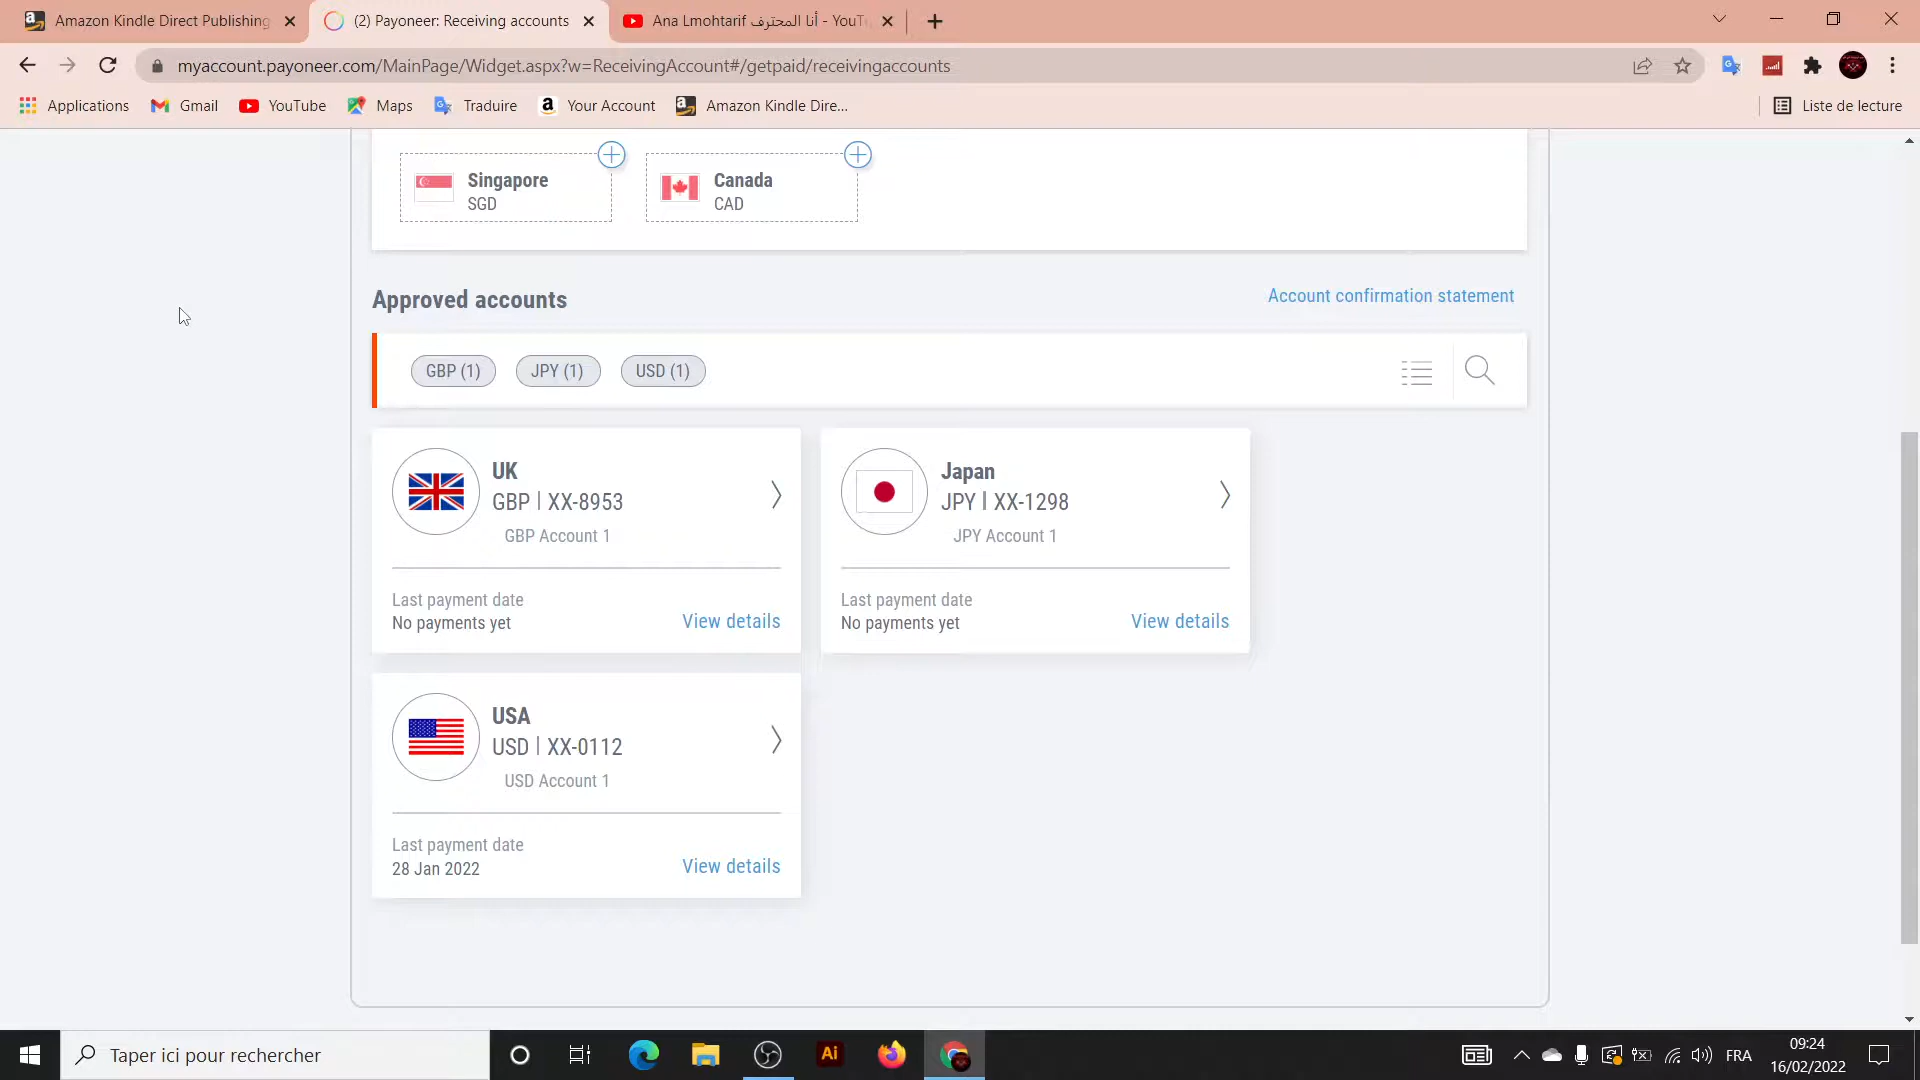 Amazon Kindle Direct Publishing
(2) Payoneer: Receiving accounts
Ana Lmohtarif أنا المحترف - YouT
myaccount.payoneer.com/MainPage/Widget.aspx?w=ReceivingAccount#/getpaid/receivingaccounts
Applications
Gmail
YouTube
Maps
Traduire
Your Account
Amazon Kindle Dire...
Liste de lecture
Singapore
SGD
Canada
CAD
Approved accounts
Account confirmation statement
GBP (1)
JPY (1)
USD (1)
UK
GBP | XX-8953
GBP Account 1
Last payment date
No payments yet
View details
Japan
JPY | XX-1298
JPY Account 1
Last payment date
No payments yet
View details
USA
USD | XX-0112
USD Account 1
Last payment date
28 Jan 2022
View details
Taper ici pour rechercher
Ai
FRA
09:24
16/02/2022